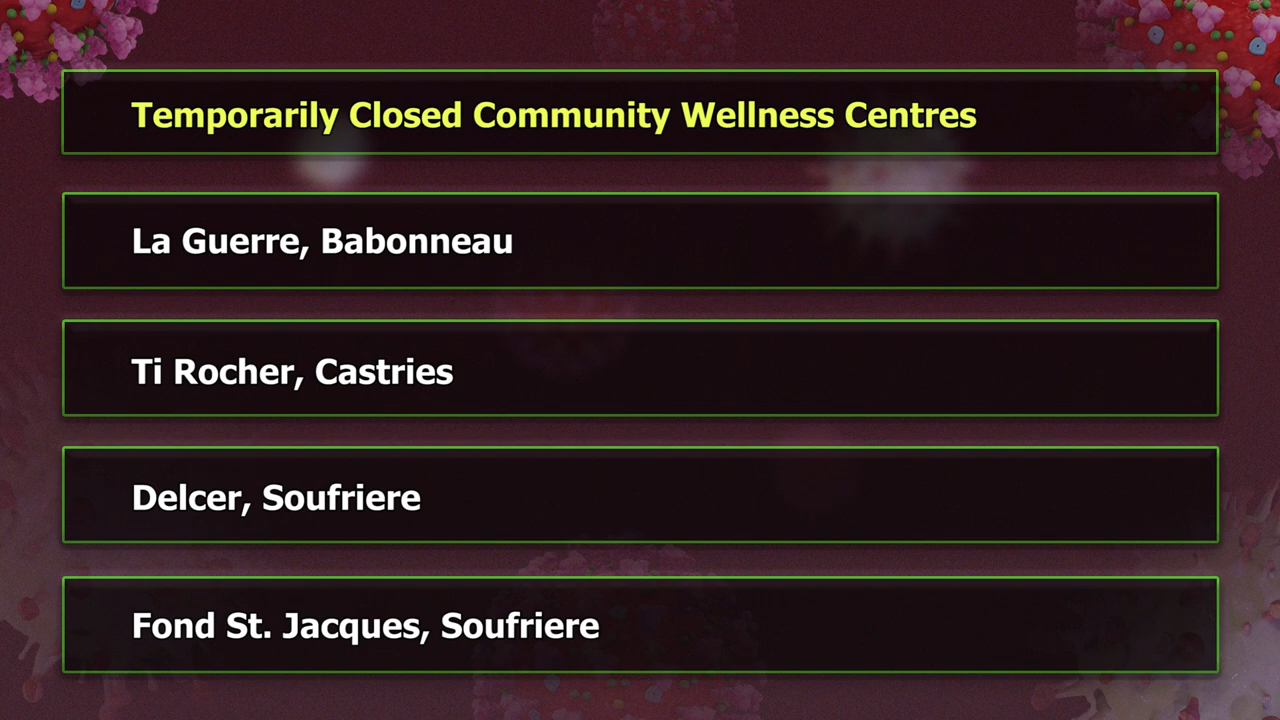 Temporarily Closed Community Wellness Centres
La Guerre, Babonneau
Ti Rocher, Castries
Delcer, Soufriere
Fond St. Jacques, Soufriere